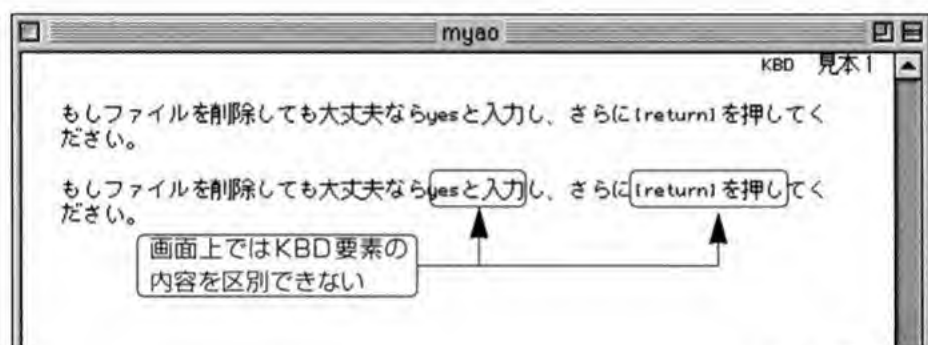 myao
KBD 見本1
もしファイルを削除しても大丈夫ならyesと入力し、さらに[return]を押してく
ださい。
もしファイルを削除しても大丈夫ならyesと入力し、さらに[return]を押してく
ださい。
画面上ではKBD要素の
内容を区別できない